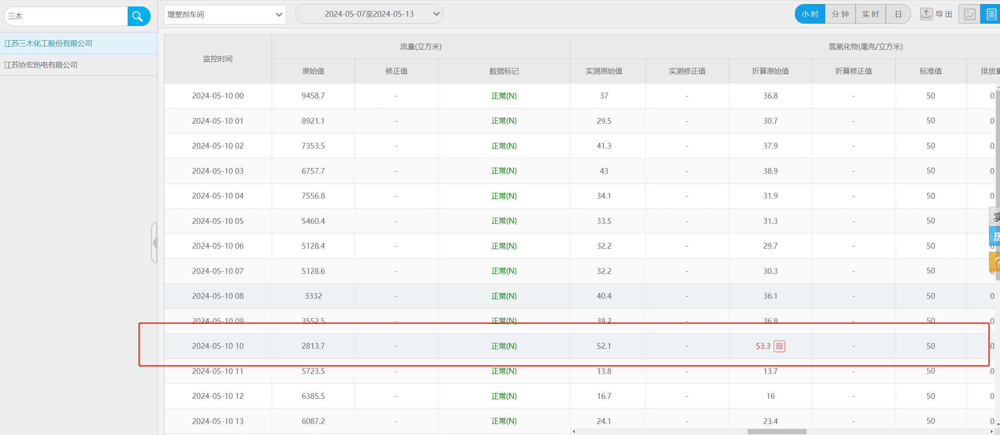 三木
增塑剂车间
2024-05-07至2024-05-13
小时 分钟 实时 日 导出
江苏三木化工股份有限公司
江苏协宏热电有限公司
监控时间 流量(立方米) 氮氧化物(毫克/立方米)
原始值 修正值 数据标记 实测原始值 实测修正值 折算原始值 折算修正值 标准值 排放量
2024-05-10 00 9458.7 - 正常(N) 37 - 36.8 - 50 0.
2024-05-10 01 8921.1 - 正常(N) 29.5 - 30.7 - 50 0.
2024-05-10 02 7353.5 - 正常(N) 41.3 - 37.9 - 50 0.
2024-05-10 03 6757.7 - 正常(N) 43 - 38.9 - 50 0.
2024-05-10 04 7556.8 - 正常(N) 34.1 - 31.9 - 50 0.
2024-05-10 05 5460.4 - 正常(N) 33.5 - 31.3 - 50 0.
2024-05-10 06 5128.4 - 正常(N) 32.2 - 29.7 - 50 0.
2024-05-10 07 5128.6 - 正常(N) 32.2 - 30.3 - 50 0.
2024-05-10 08 3332 - 正常(N) 40.4 - 36.1 - 50 0.
2024-05-10 09 3552.5 - 正常(N) 39.2 - 36.8 - 50 0.
2024-05-10 10 2813.7 - 正常(N) 52.1 - 53.3 超 - 50 0.
2024-05-10 11 5723.5 - 正常(N) 13.8 - 13.7 - 50 0.
2024-05-10 12 6385.5 - 正常(N) 16.7 - 16 - 50 0.
2024-05-10 13 6087.2 - 正常(N) 24.1 - 23.4 - 50 0.